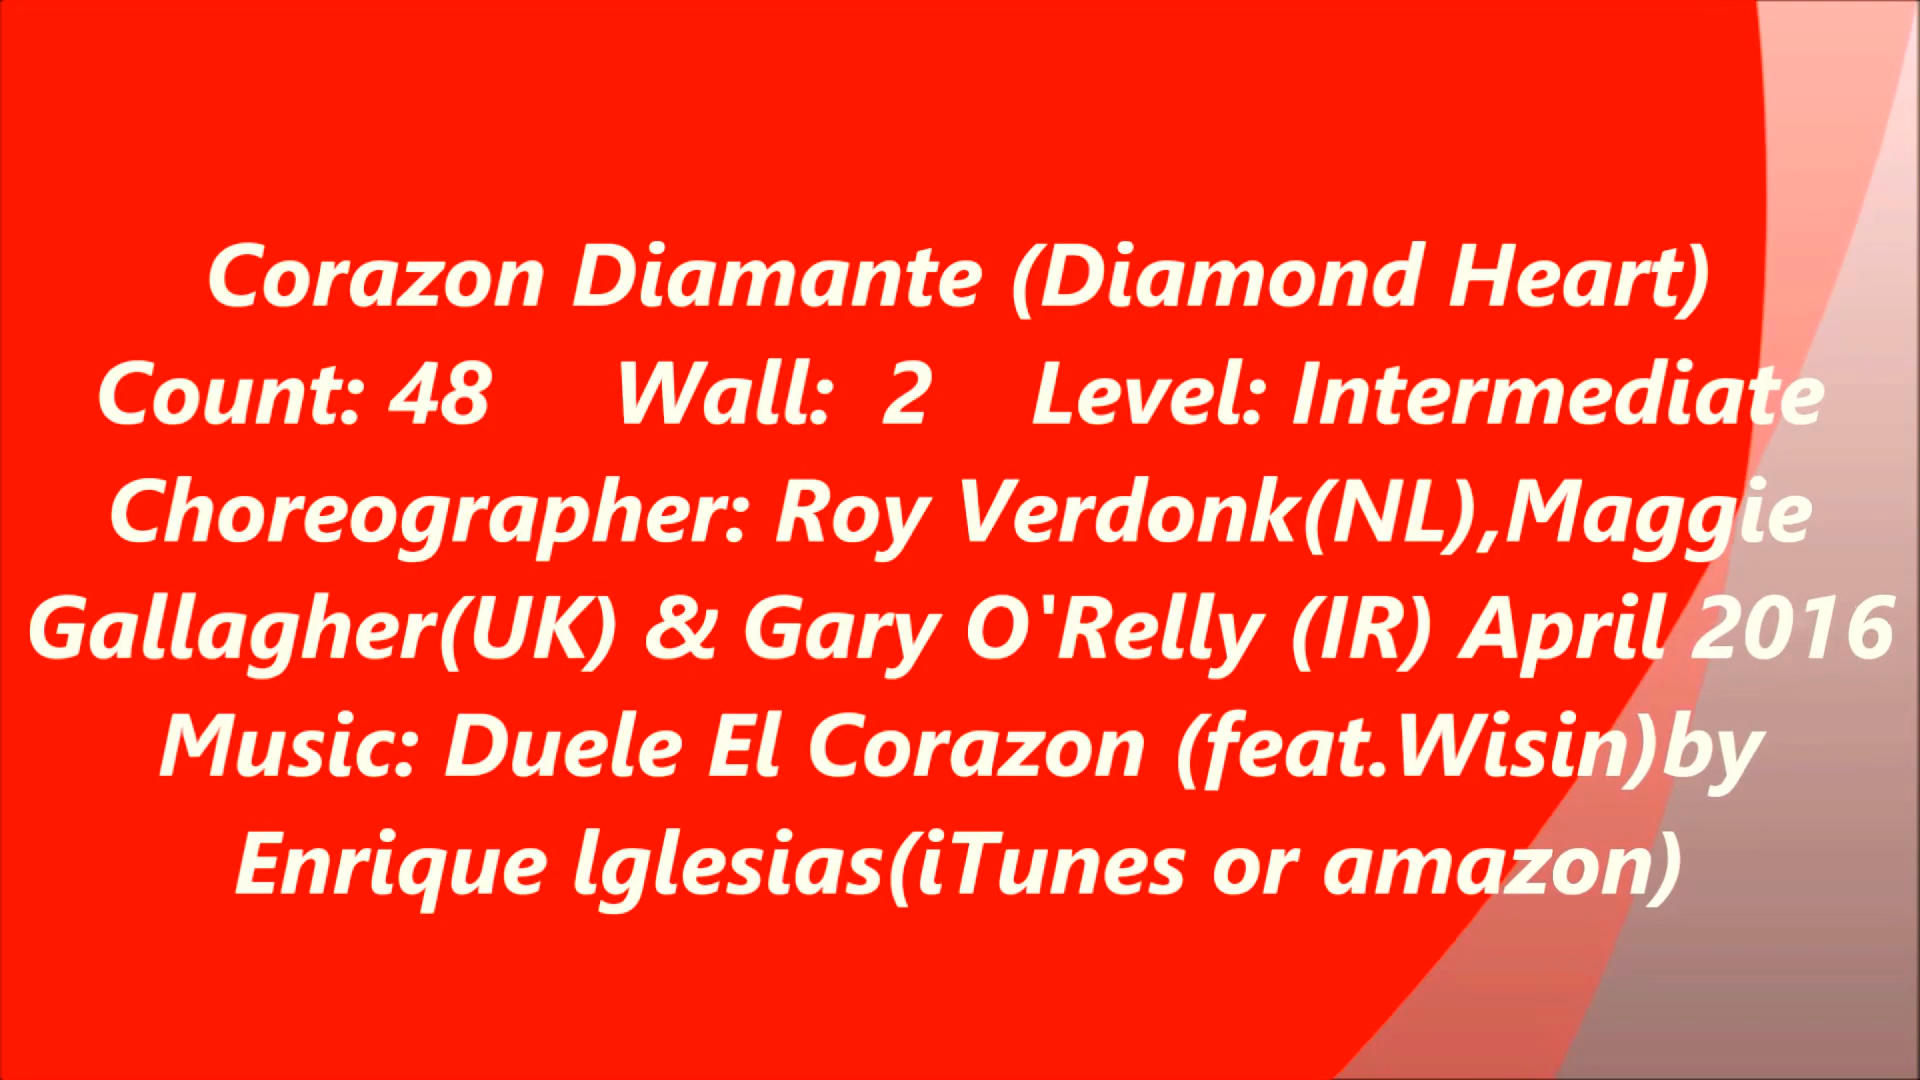 Corazon Diamante (Diamond Heart)
Count: 48 Wall: 2 Level: Intermediate
Choreographer: Roy Verdonk(NL),Maggie
Gallagher(UK) & Gary O'Relly (IR) April 2016
Music: Duele El Corazon (feat.Wisin)by
Enrique lglesias(iTunes or amazon)